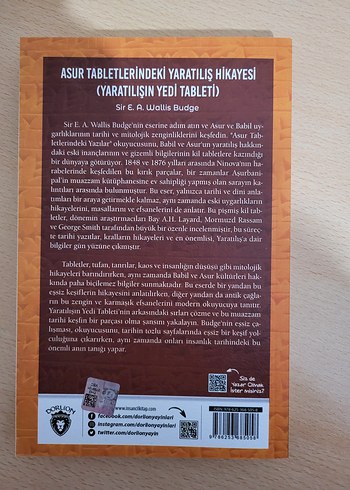 ASUR TABLETLERİNDEKİ YARATILIŞ HİKAYESİ
(YARATILIŞIN YEDİ TABLETİ)
Sir E. A. Wallis Budge
Sir E. A. Wallis Budge'nin eserine adım atın ve Asur ve Babil uy-
garlıklarının tarihi ve mitolojik zenginliklerini keşfedin. "Asur Tab-
letlerindeki Yazılar" okuyucusunu, Babil ve Asur'un yaratılış hakkın-
daki eski inançlarının ve gizemli bilgilerinin kil tabletlere kazındığı
bir dünyaya götürüyor. 1848 ve 1876 yılları arasında Ninova'nın ha-
rabelerinde keşfedilen bu kırık parçalar, bir zamanlar Aşurbani-
pal'in muazzam kütüphanesine ev sahipliği yapmış olan sarayın ka-
lıntıları arasında bulunmuştur. Bu eser, yalnızca tarihi ve dini anla-
tımları bir araya getirmekle kalmaz, aynı zamanda eski uygarlıkların
hikayelerini, masallarını ve efsanelerini de anlatır. Bu pişmiş kil tab-
letler, dönemin araştırmacıları Bay A.H. Layard, Hormuzd Rassam
ve George Smith tarafından büyük bir özenle incelenmiştir, bu süreç-
te tarihi yazıtlar, kralların hikayeleri ve en önemlisi, Yaratılış'a dair
bilgiler gün yüzüne çıkmıştır.
Tabletler, tufan, tanrılar, kaos ve insanlığın düşüşü gibi mitolojik
hikayeleri barındırırken, aynı zamanda Babil ve Asur kültürleri hak-
kında paha biçilemez bilgiler sunmaktadır. Bu eserde bir yandan bu
eşsiz keşiflerin hikayesini anlatılırken, diğer yandan da antik çağla-
rın bu zengin ve karmaşık efsanelerini modern okuyucuya tanıtır.
Yaratılışın Yedi Tableti'nin arkasındaki sırları çözme ve bu muazzam
tarihi keşfin bir parçası olma şansını yakalayın. Budge'nin eşsiz ça-
lışması, okuyucusunu, tarihin tozlu sayfalarında eşsiz bir keşif yol-
culuğuna çıkarırken, aynı zamanda onları insanlık tarihindeki bu
önemli anın tanığı yapar.
Siz de
Yazar Olmak
İster misiniz?
DORLION
YAYINLARI
www.insancilkitap.com
facebook.com/dorlionyayinlari
instagram.com/dorlionyayinlari
twitter.com/dorlionyayin